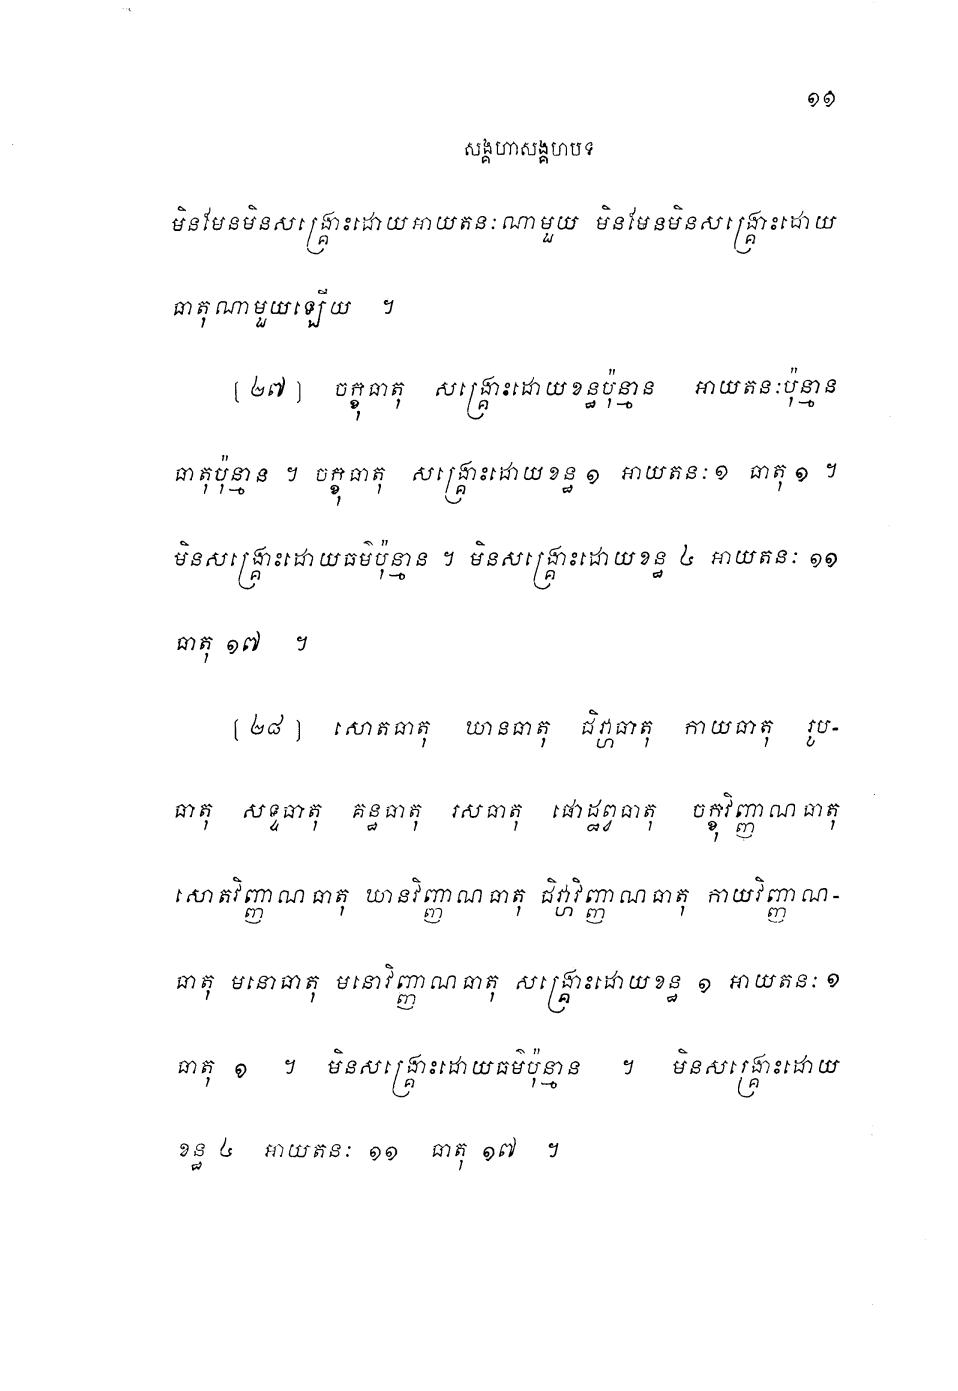 ១១
សង្គហាសង្គហបទ
មិនមែនមិនសង្គ្រោះដោយអាយតនៈណាមួយ មិនមែនមិនសង្គ្រោះដោយ
ធាតុណាមួយឡើយ ។
(២៧) ចក្ខុធាតុ សង្គ្រោះដោយខន្ធប៉ុន្មាន អាយតនៈប៉ុន្មាន
ធាតុប៉ុន្មាន ។ ចក្ខុធាតុ សង្គ្រោះដោយខន្ធ ១ អាយតនៈ ១ ធាតុ ១ ។
មិនសង្គ្រោះដោយធម៌ប៉ុន្មាន ។ មិនសង្គ្រោះដោយខន្ធ ៤ អាយតនៈ ១១
ធាតុ ១៧ ។
(២៨) សោតធាតុ ឃានធាតុ ជិវ្ហាធាតុ កាយធាតុ រូប-
ធាតុ សទ្ទធាតុ គន្ធធាតុ រសធាតុ ផោដ្ឋព្វធាតុ ចក្ខុវិញ្ញាណធាតុ
សោតវិញ្ញាណធាតុ ឃានវិញ្ញាណធាតុ ជិវ្ហាវិញ្ញាណធាតុ កាយវិញ្ញាណ-
ធាតុ មនោធាតុ មនោវិញ្ញាណធាតុ សង្គ្រោះដោយខន្ធ ១ អាយតនៈ ១
ធាតុ ១ ។ មិនសង្គ្រោះដោយធម៌ប៉ុន្មាន ។ មិនសង្គ្រោះដោយ
ខន្ធ ៤ អាយតនៈ ១១ ធាតុ ១៧ ។